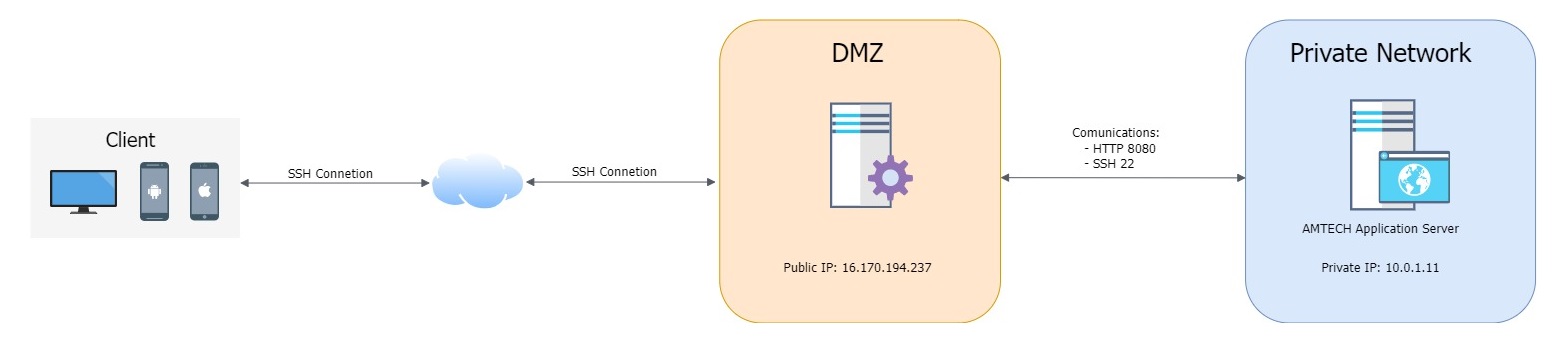 Client
SSH Connetion
SSH Connetion
DMZ
Public IP: 16.170.194.237
Comunications:
- HTTP 8080
- SSH 22
Private Network
AMTECH Application Server
Private IP: 10.0.1.11